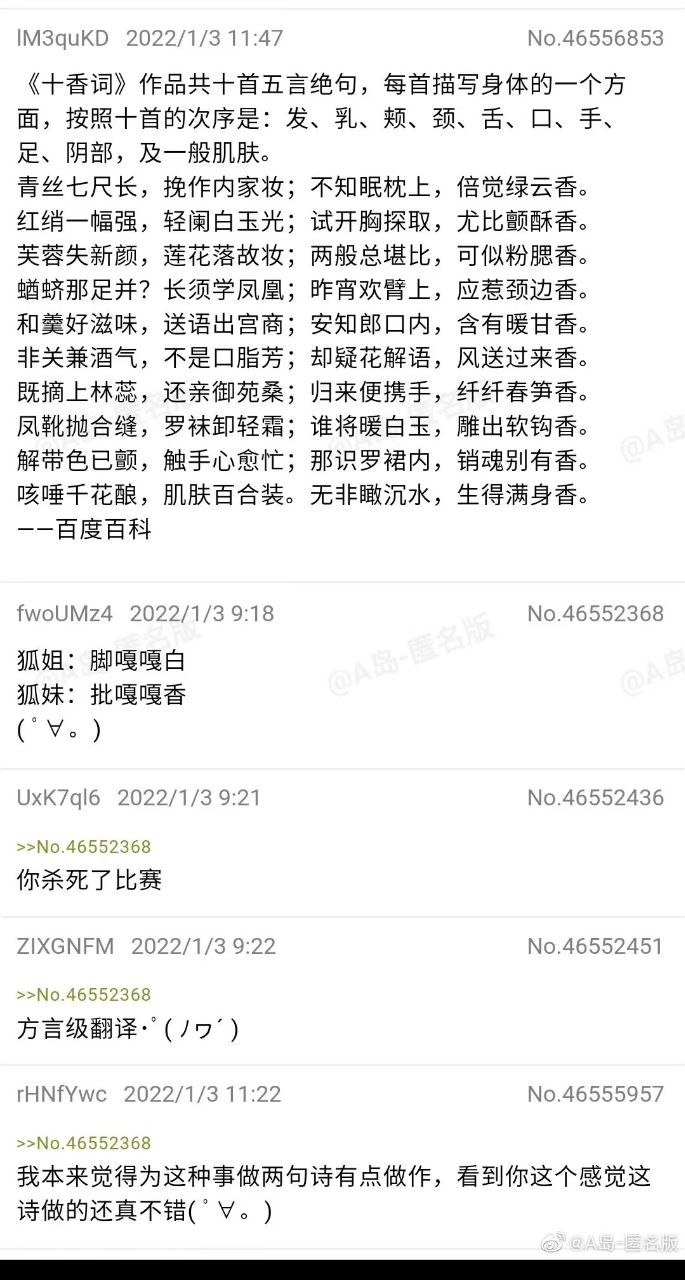 lM3quKD 2022/1/3 11:47 No.46556853
《十香词》作品共十首五言绝句，每首描写身体的一个方
面，按照十首的次序是：发、乳、颊、颈、舌、口、手、
足、阴部，及一般肌肤。
青丝七尺长，挽作内家妆；不知眠枕上，倍觉绿云香。
红绡一幅强，轻阑白玉光；试开胸探取，尤比颤酥香。
芙蓉失新颜，莲花落故妆；两般总堪比，可似粉腮香。
蝤蛴那足并？长须学凤凰；昨宵欢臂上，应惹颈边香。
和羹好滋味，送语出宫商；安知郎口内，含有暖甘香。
非关兼酒气，不是口脂芳；却疑花解语，风送过来香。
既摘上林蕊，还亲御苑桑；归来便携手，纤纤春笋香。
凤靴抛合缝，罗袜卸轻霜；谁将暖白玉，雕出软钩香。
解带色已颤，触手心愈忙；那识罗裙内，销魂别有香。
咳唾千花酿，肌肤百合装。无非瞰沉水，生得满身香。
——百度百科
fwoUMz4 2022/1/3 9:18 No.46552368
狐姐：脚嘎嘎白
狐妹：批嘎嘎香
(ﾟ∀。)
UxK7ql6 2022/1/3 9:21 No.46552436
>>No.46552368
你杀死了比赛
ZIXGNFM 2022/1/3 9:22 No.46552451
>>No.46552368
方言级翻译･ﾟ( ﾉヮ´ )
rHNfYwc 2022/1/3 11:22 No.46555957
>>No.46552368
我本来觉得为这种事做两句诗有点做作，看到你这个感觉这
诗做的还真不错(ﾟ∀。)
@A岛-匿名版